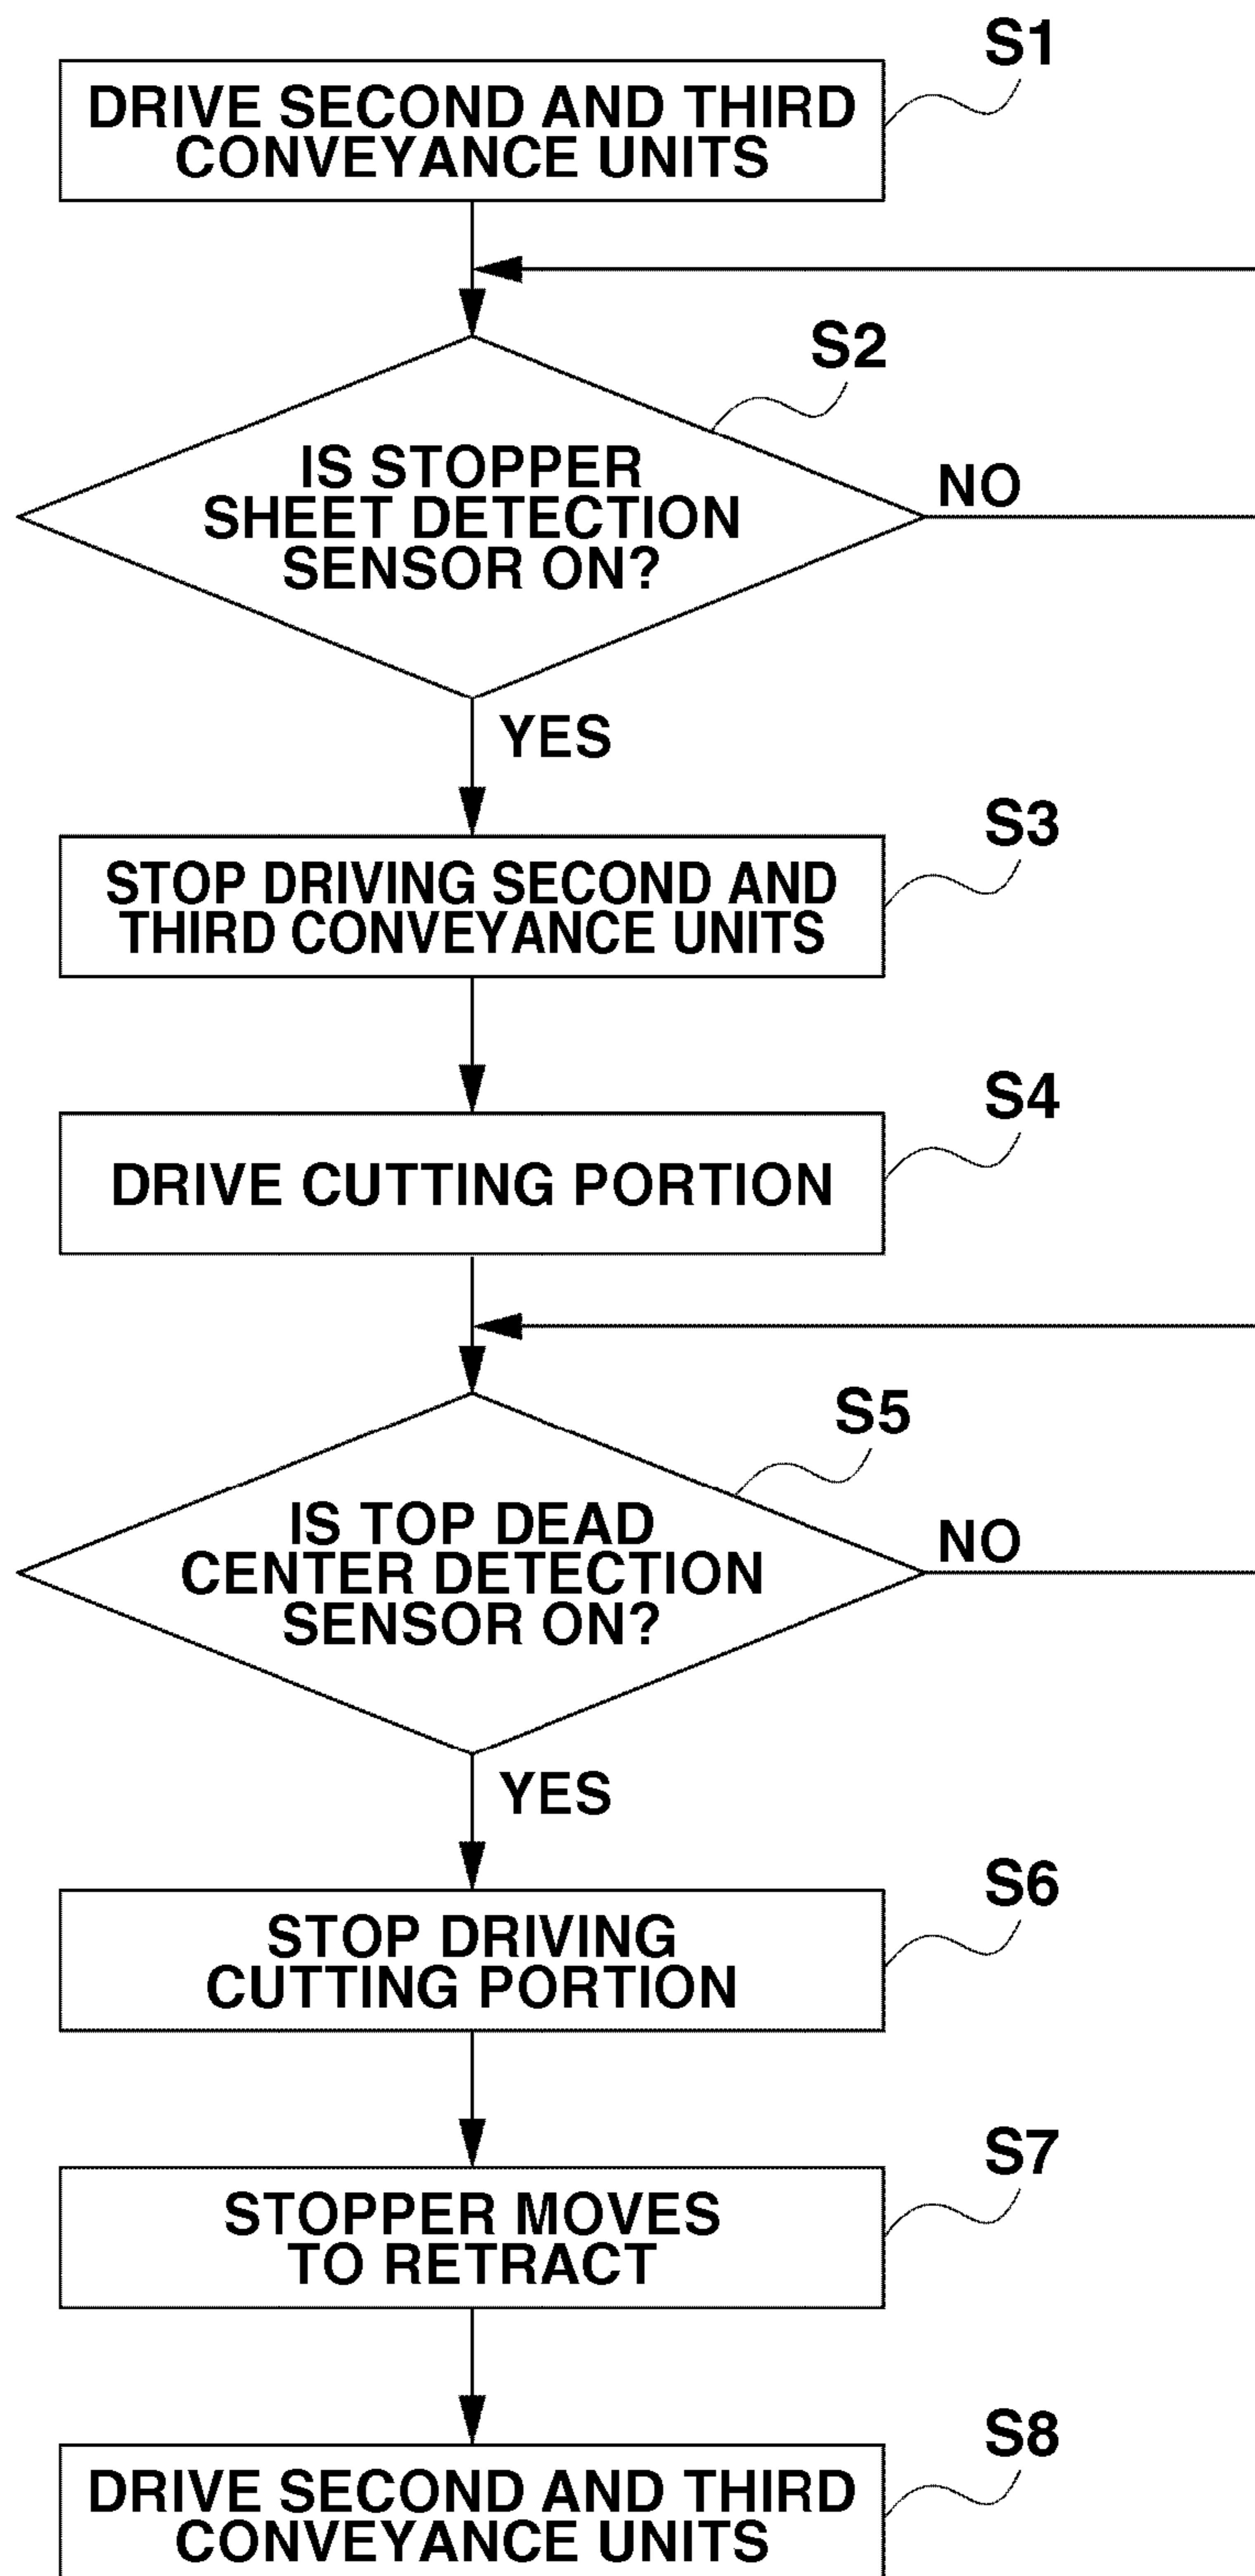 S1
DRIVE SECOND AND THIRD
CONVEYANCE UNITS
S2
IS STOPPER
SHEET DETECTION
SENSOR ON?
NO
YES
S3
STOP DRIVING SECOND AND
THIRD CONVEYANCE UNITS
S4
DRIVE CUTTING PORTION
S5
IS TOP DEAD
CENTER DETECTION
SENSOR ON?
NO
YES
S6
STOP DRIVING
CUTTING PORTION
S7
STOPPER MOVES
TO RETRACT
S8
DRIVE SECOND AND THIRD
CONVEYANCE UNITS